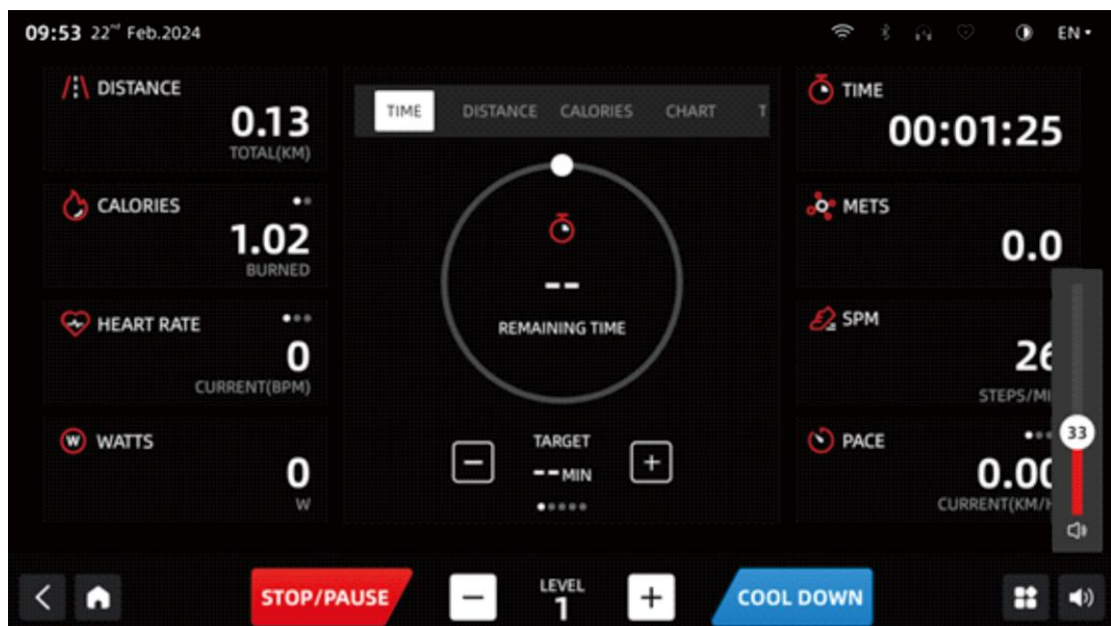 09:53 22nd Feb.2024
EN
DISTANCE
0.13
TOTAL(KM)
CALORIES
1.02
BURNED
HEART RATE
0
CURRENT(BPM)
W WATTS
0
W
TIME DISTANCE CALORIES CHART T
--
REMAINING TIME
TARGET
-- MIN
TIME
00:01:25
METS
0.0
SPM
26
STEPS/MI
PACE
0.00
CURRENT(KM/H
33
STOP/PAUSE
LEVEL
1
COOL DOWN